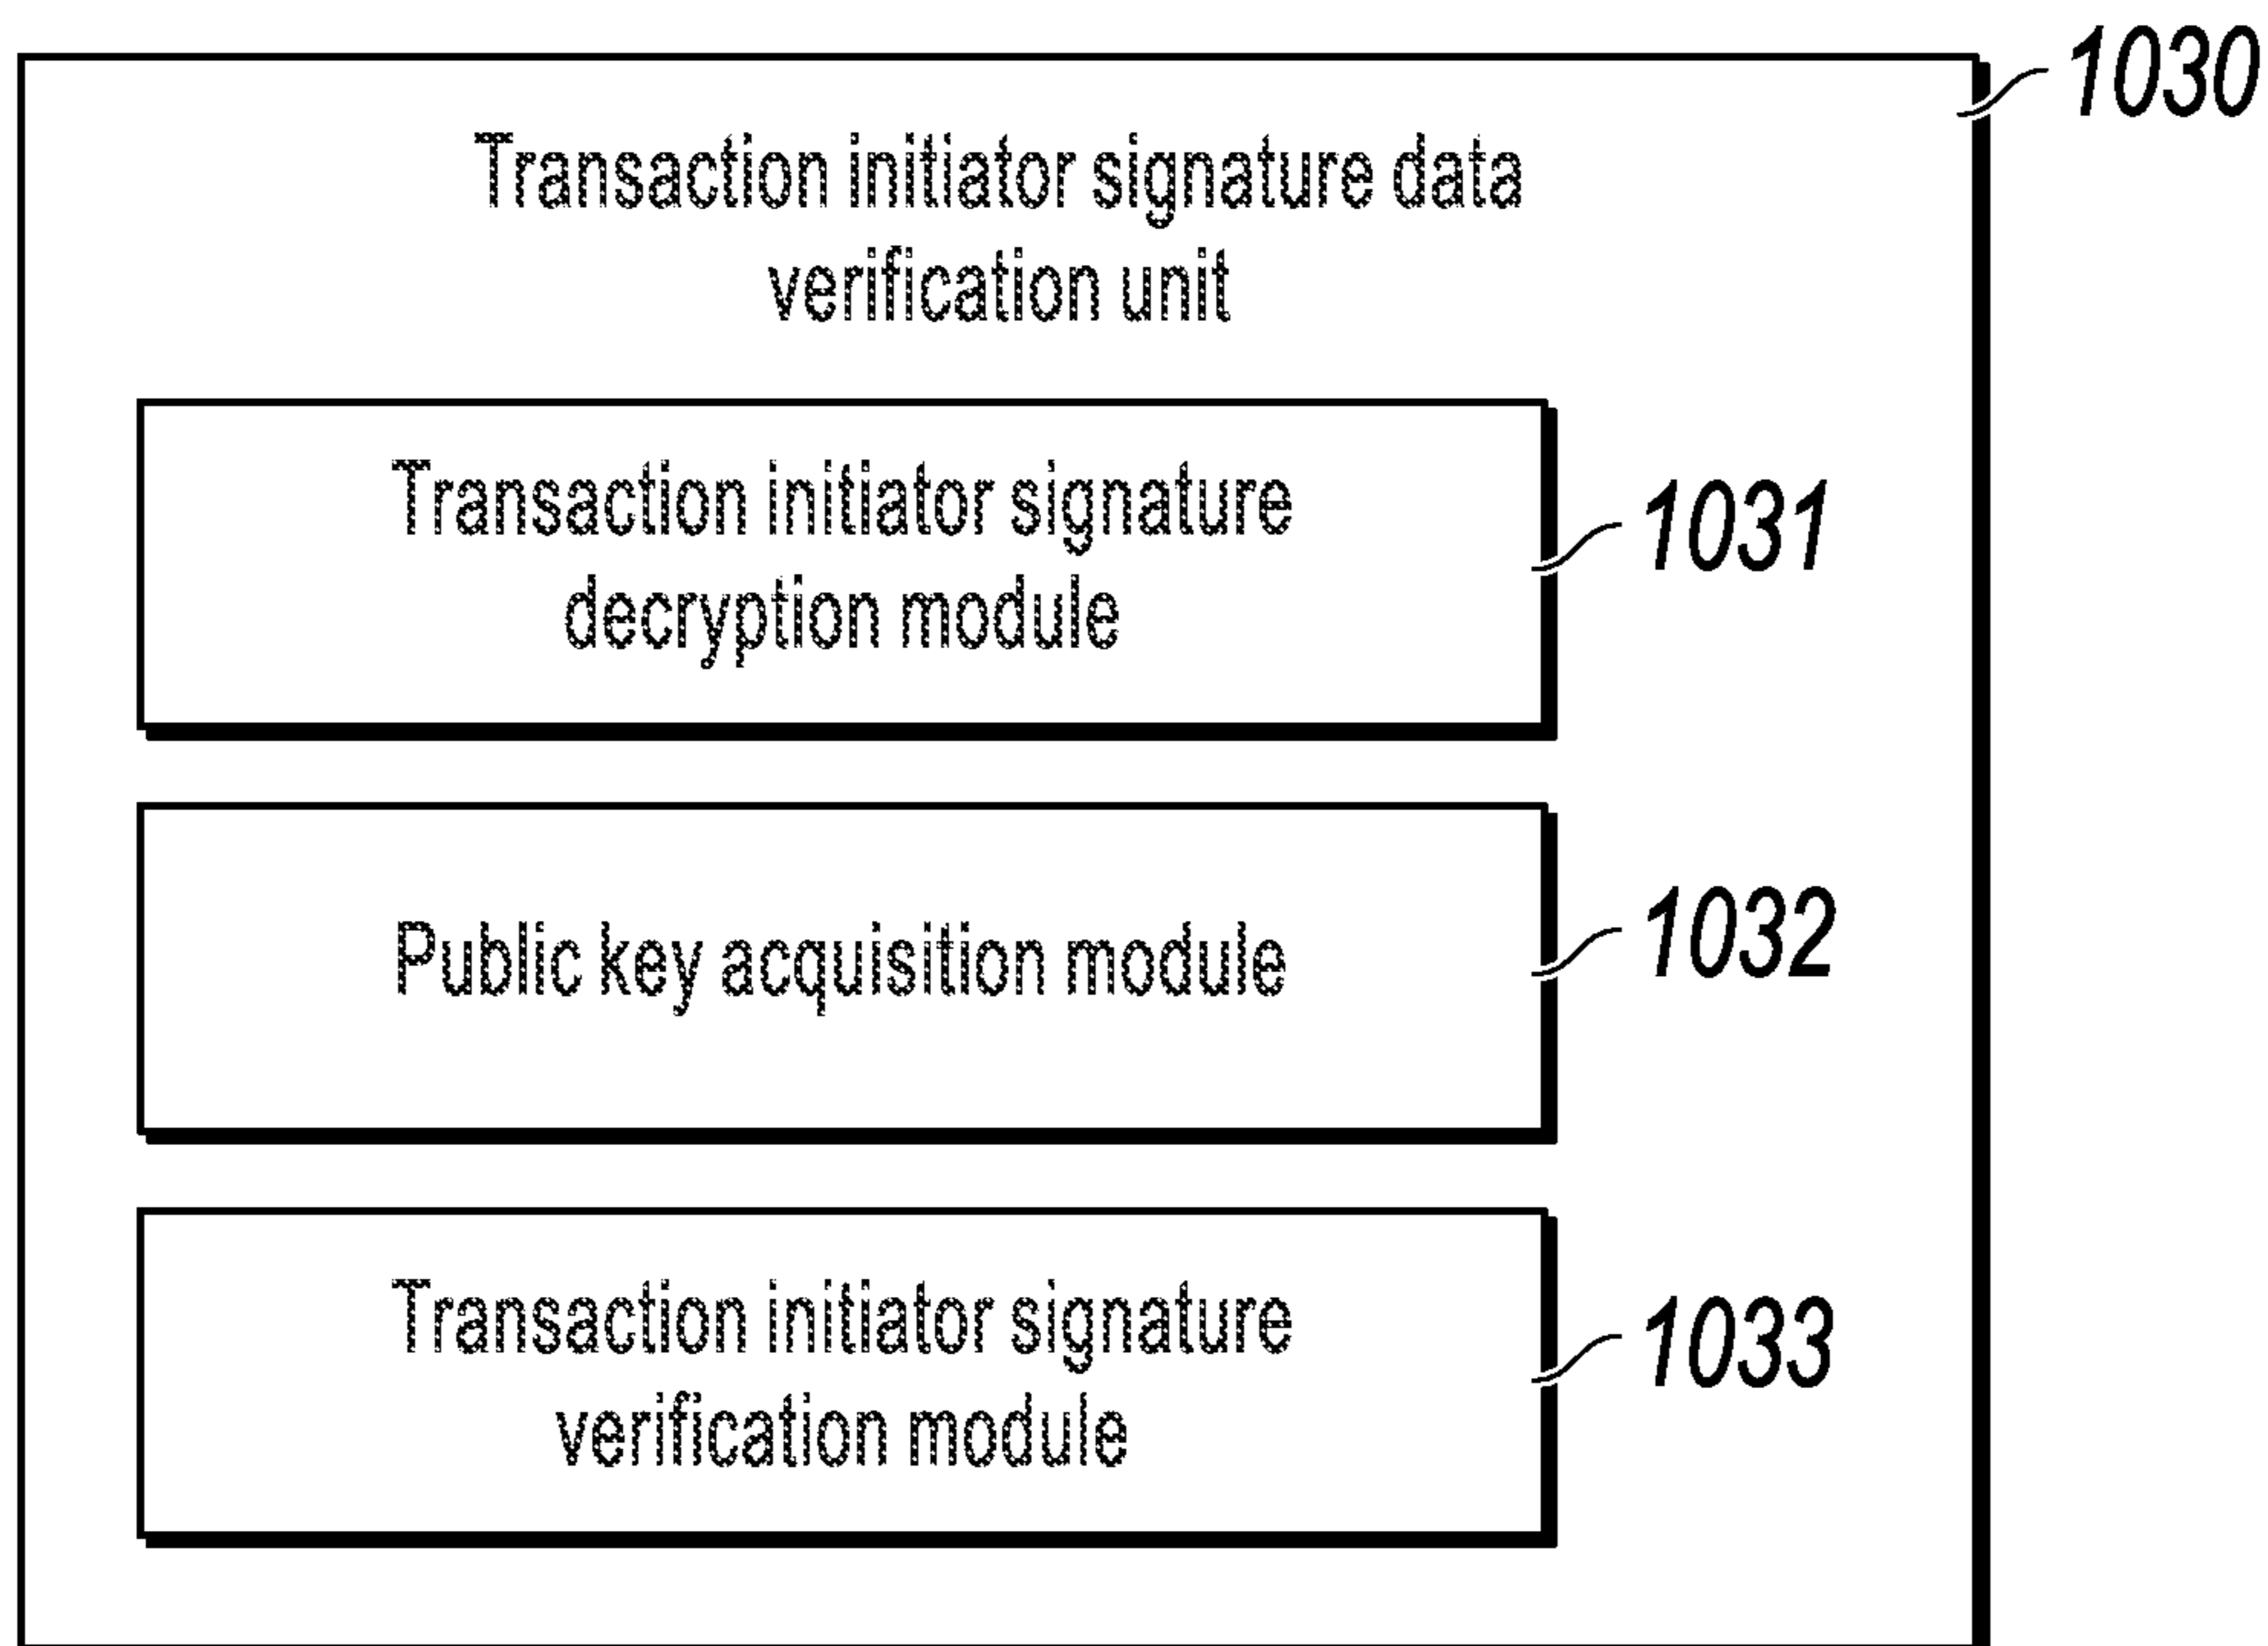 1030
Transaction initiator signature data
verification unit
Transaction initiator signature
decryption module
1031
Public key acquisition module
1032
Transaction initiator signature
verification module
1033